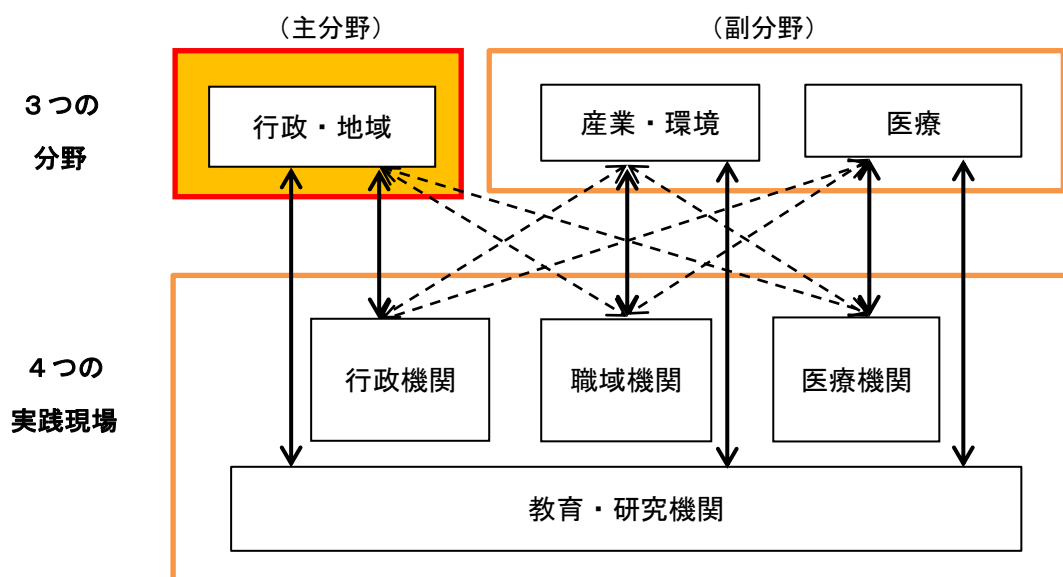 （主分野）
（副分野）
３つの
分野
行政・地域
産業・環境
医療
４つの
実践現場
行政機関
職域機関
医療機関
教育・研究機関